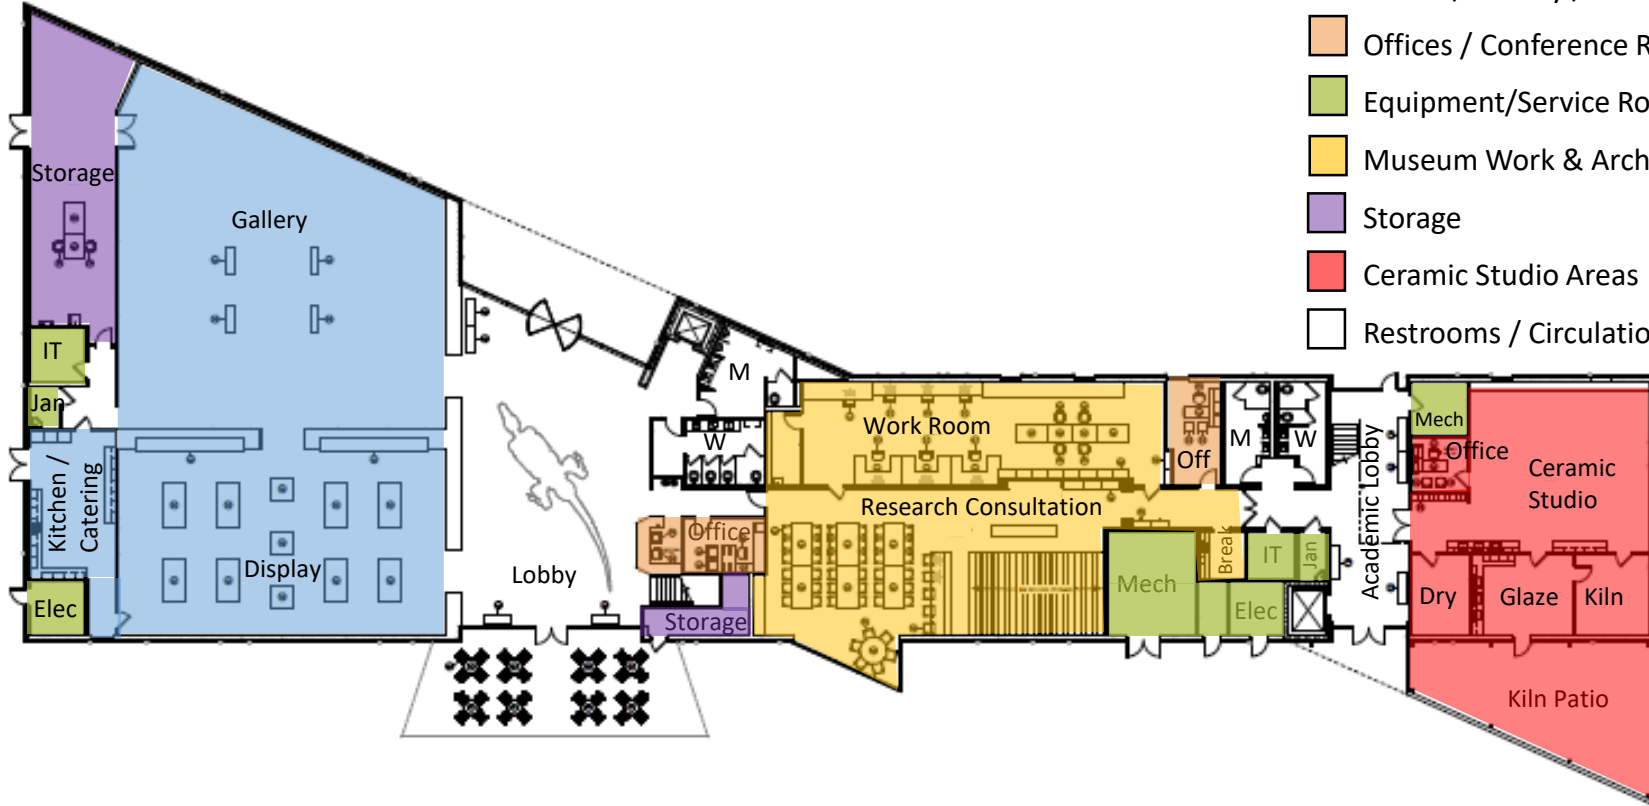 Offices / Conference R
Equipment/Service Ro
Museum Work & Arch
Storage
Ceramic Studio Areas
Restrooms / Circulatio
Storage
Gallery
IT
Jan
Kitchen /
Catering
Elec
Display
Lobby
M
W
Office
Storage
Work Room
Research Consultation
Off
M
W
Break
IT
Jan
Mech
Elec
Academic Lobby
Mech
Office
Ceramic
Studio
Dry
Glaze
Kiln
Kiln Patio